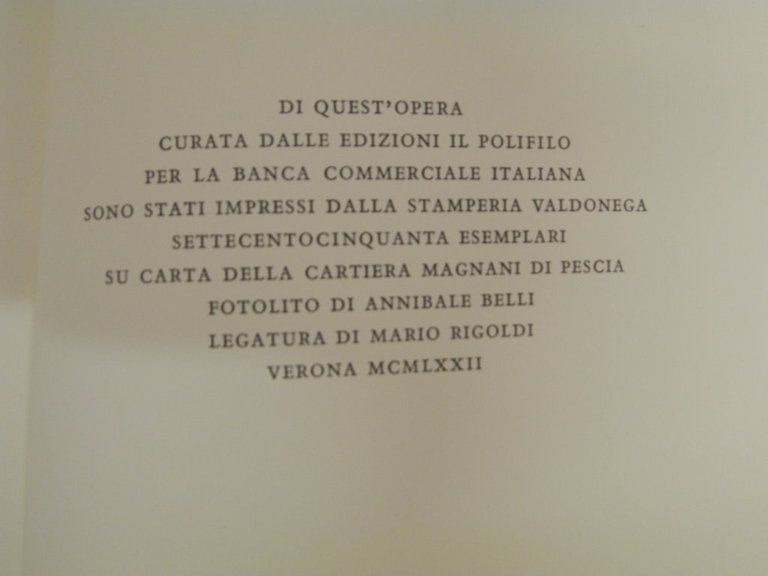 DI QUEST'OPERA
CURATA DALLE EDIZIONI IL POLIFILO
PER LA BANCA COMMERCIALE ITALIANA
SONO STATI IMPRESSI DALLA STAMPERIA VALDONEGA
SETTECENTOCINQUANTA ESEMPLARI
SU CARTA DELLA CARTIERA MAGNANI DI PESCIA
FOTOLITO DI ANNIBALE BELLI
LEGATURA DI MARIO RIGOLDI
VERONA MCMLXXII